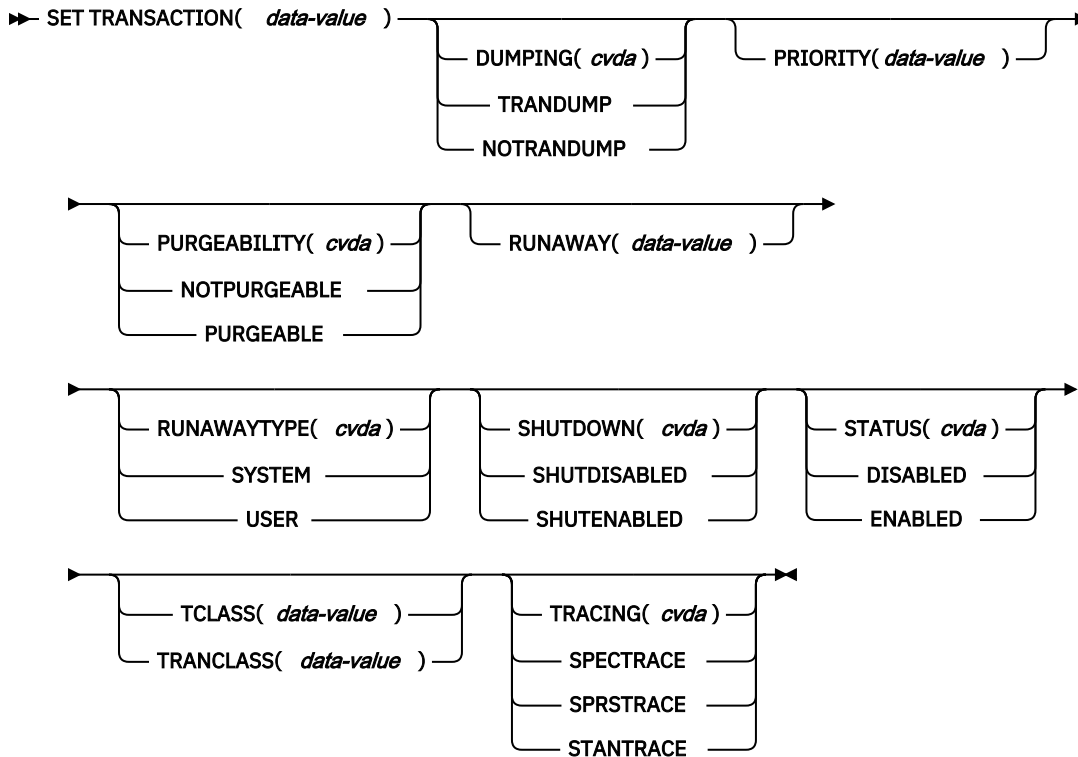 SET TRANSACTION( data-value )
DUMPING( cvda )
TRANDUMP
NOTRANDUMP
PRIORITY( data-value )
PURGEABILITY( cvda )
NOTPURGEABLE
PURGEABLE
RUNAWAY( data-value )
RUNAWAYTYPE( cvda )
SYSTEM
USER
SHUTDOWN( cvda )
SHUTDISABLED
SHUTENABLED
STATUS( cvda )
DISABLED
ENABLED
TCLASS( data-value )
TRANCLASS( data-value )
TRACING( cvda )
SPECTRACE
SPRSTRACE
STANTRACE